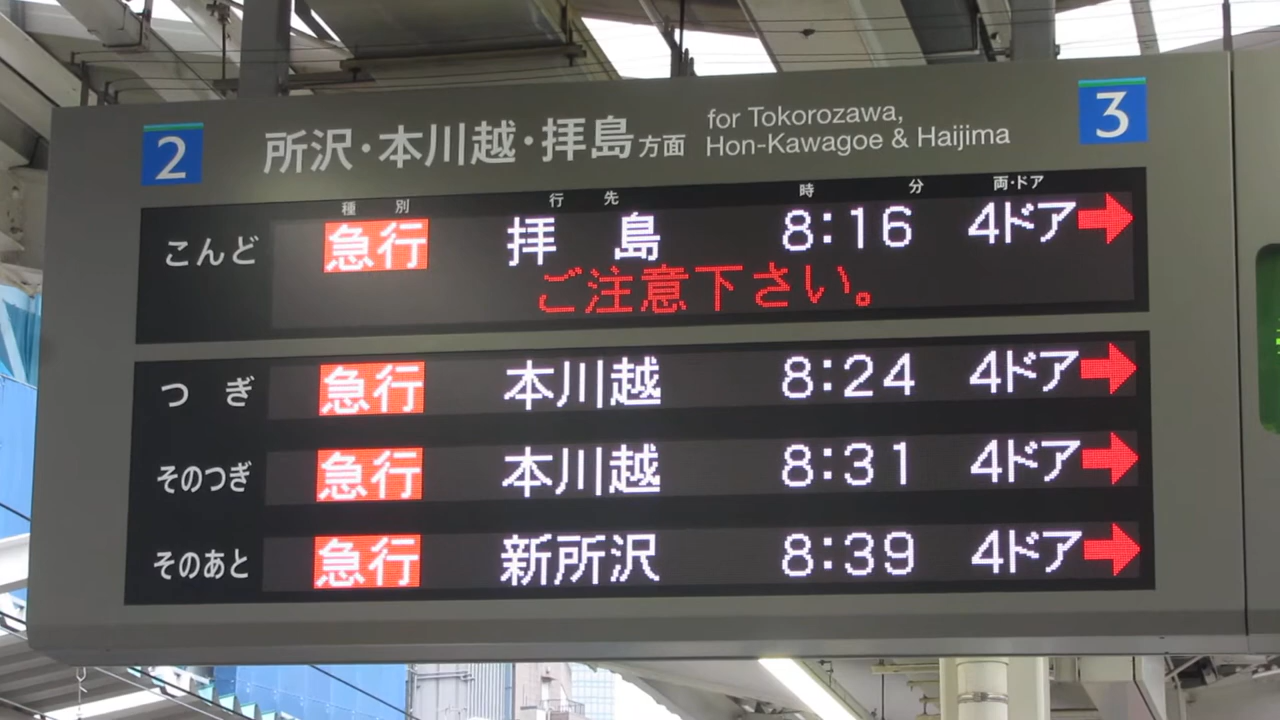 2 所沢・本川越・拝島方面 for Tokorozawa, Hon-Kawagoe & Haijima 3
種別 行先 時 分 両・ドア
こんど 急行 拝島 8:16 4ドア→
ご注意下さい。
つぎ 急行 本川越 8:24 4ドア→
そのつぎ 急行 本川越 8:31 4ドア→
そのあと 急行 新所沢 8:39 4ドア→